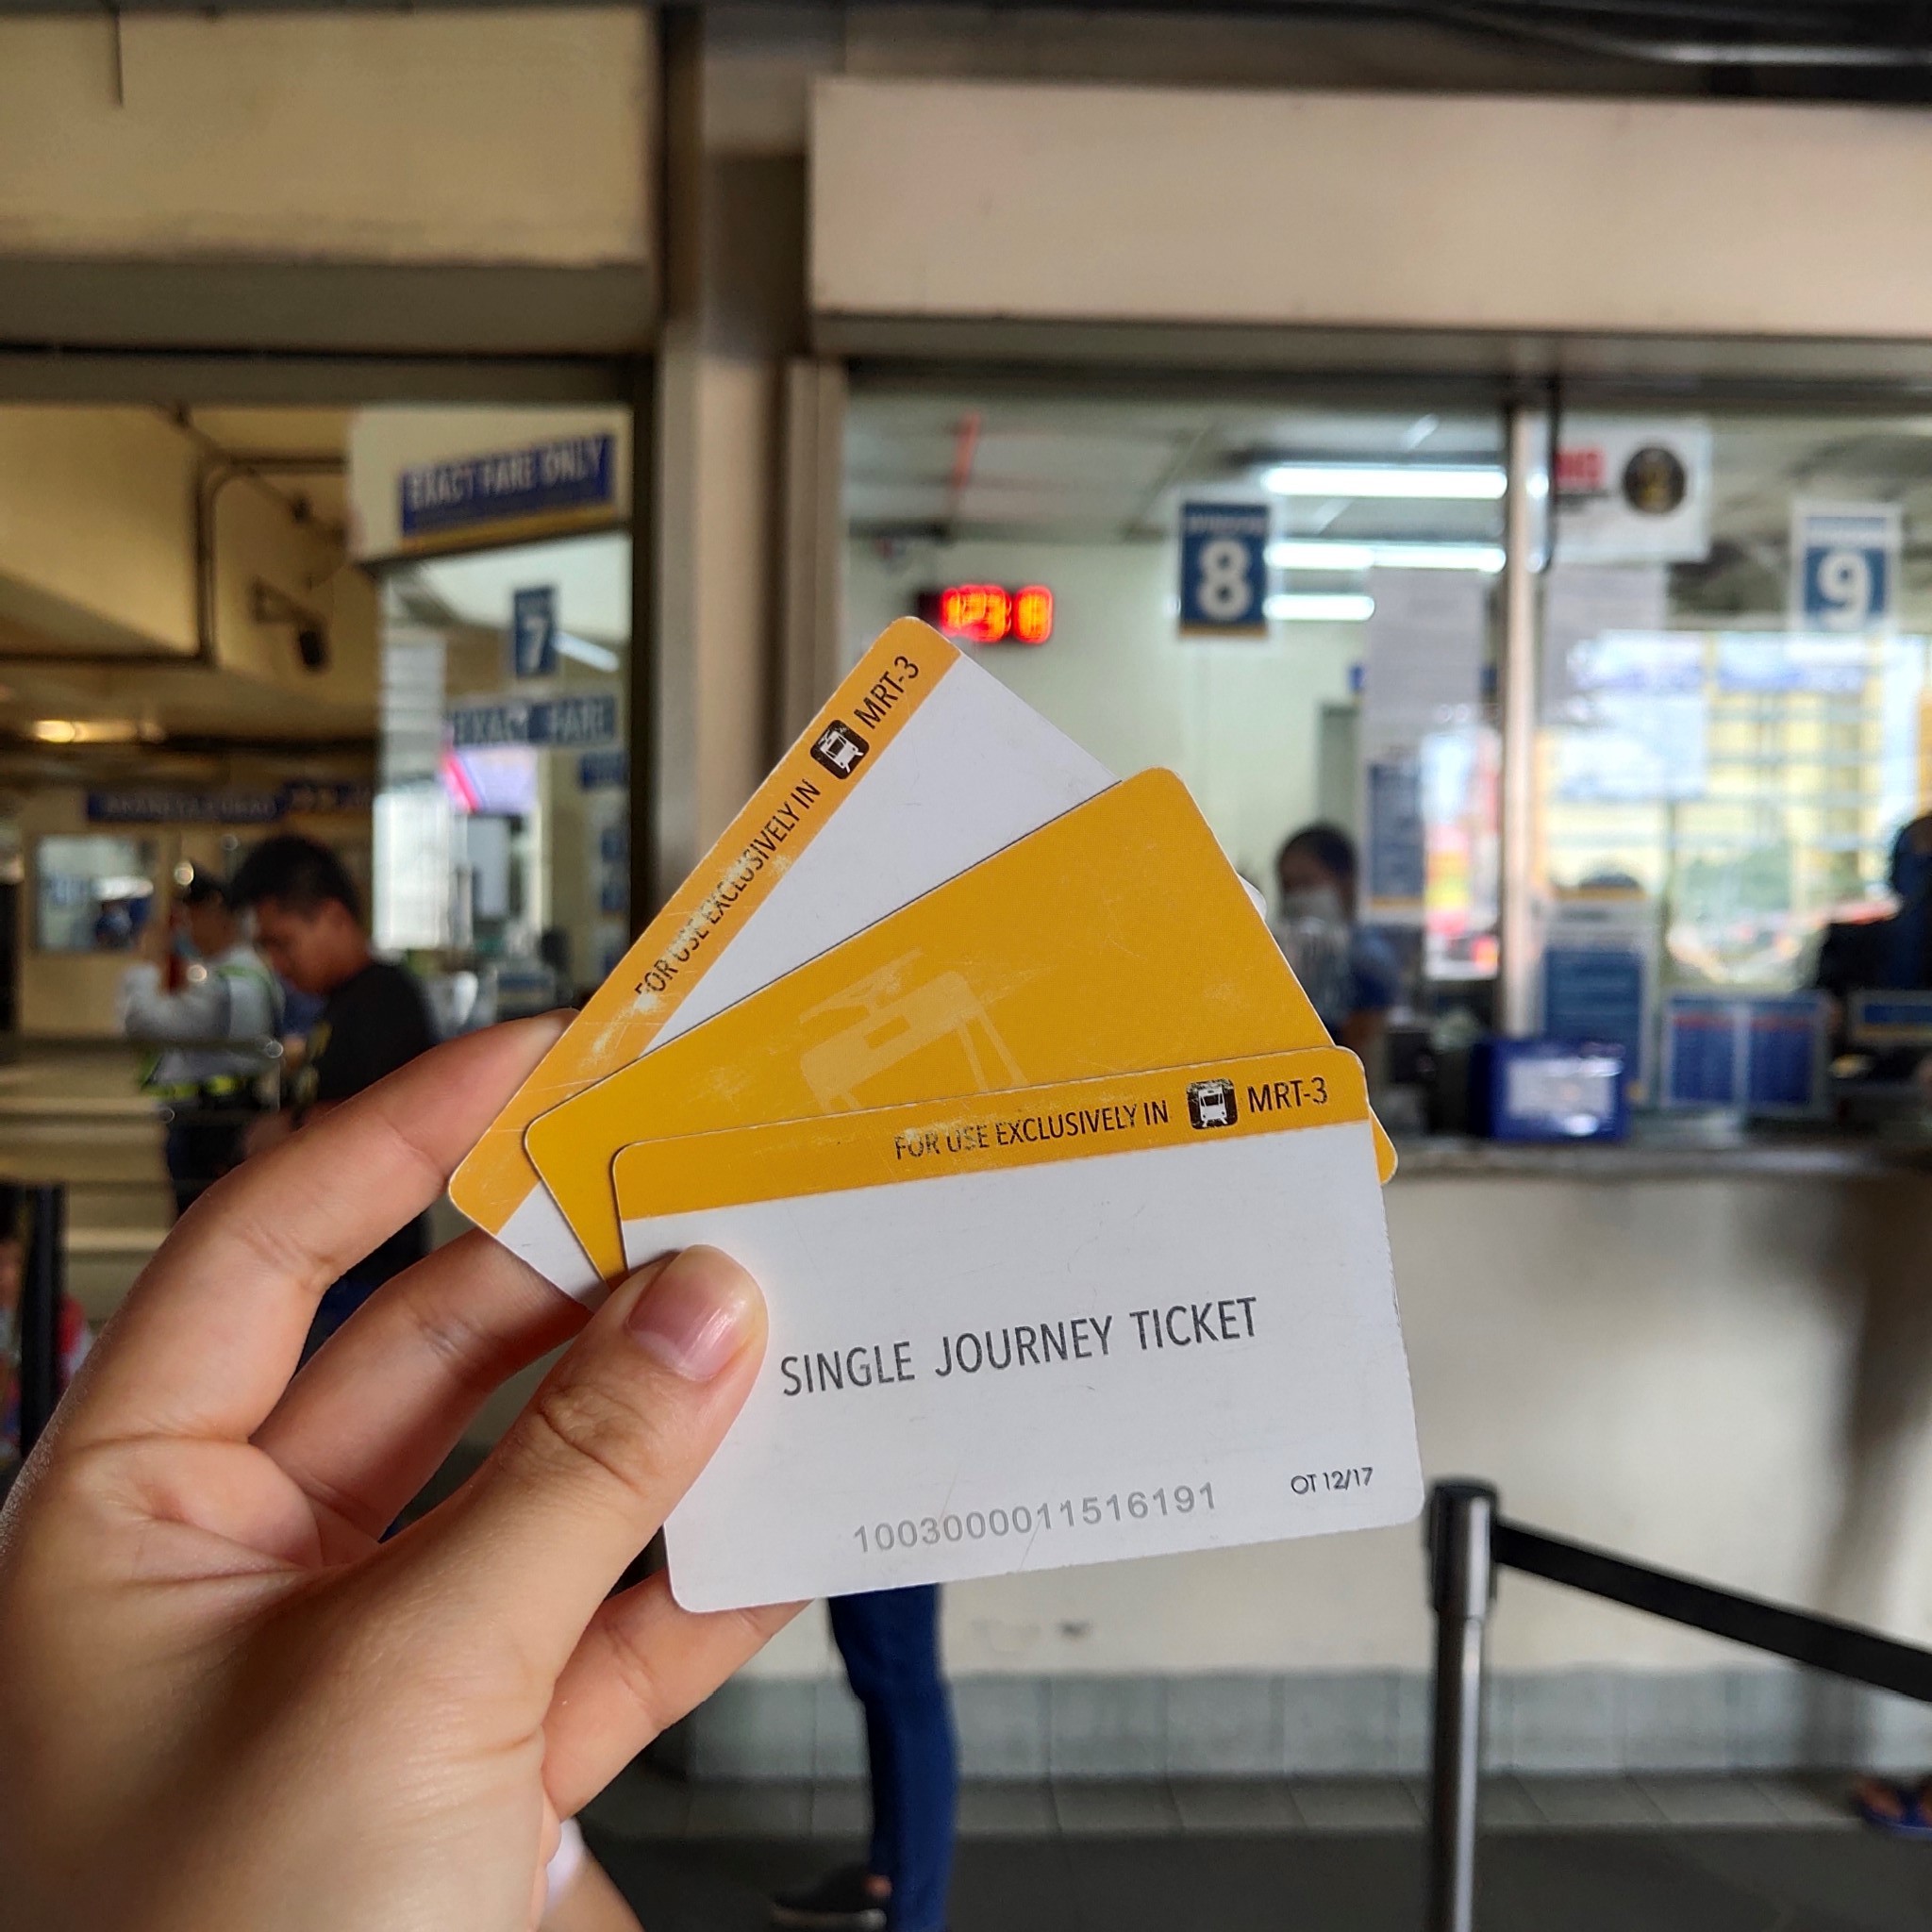 EXACT FARE ONLY
8
9
7
EXACT FARE
FOR USE EXCLUSIVELY IN MRT-3
FOR USE EXCLUSIVELY IN MRT-3
SINGLE JOURNEY TICKET
OT 12/17
1003000011516191